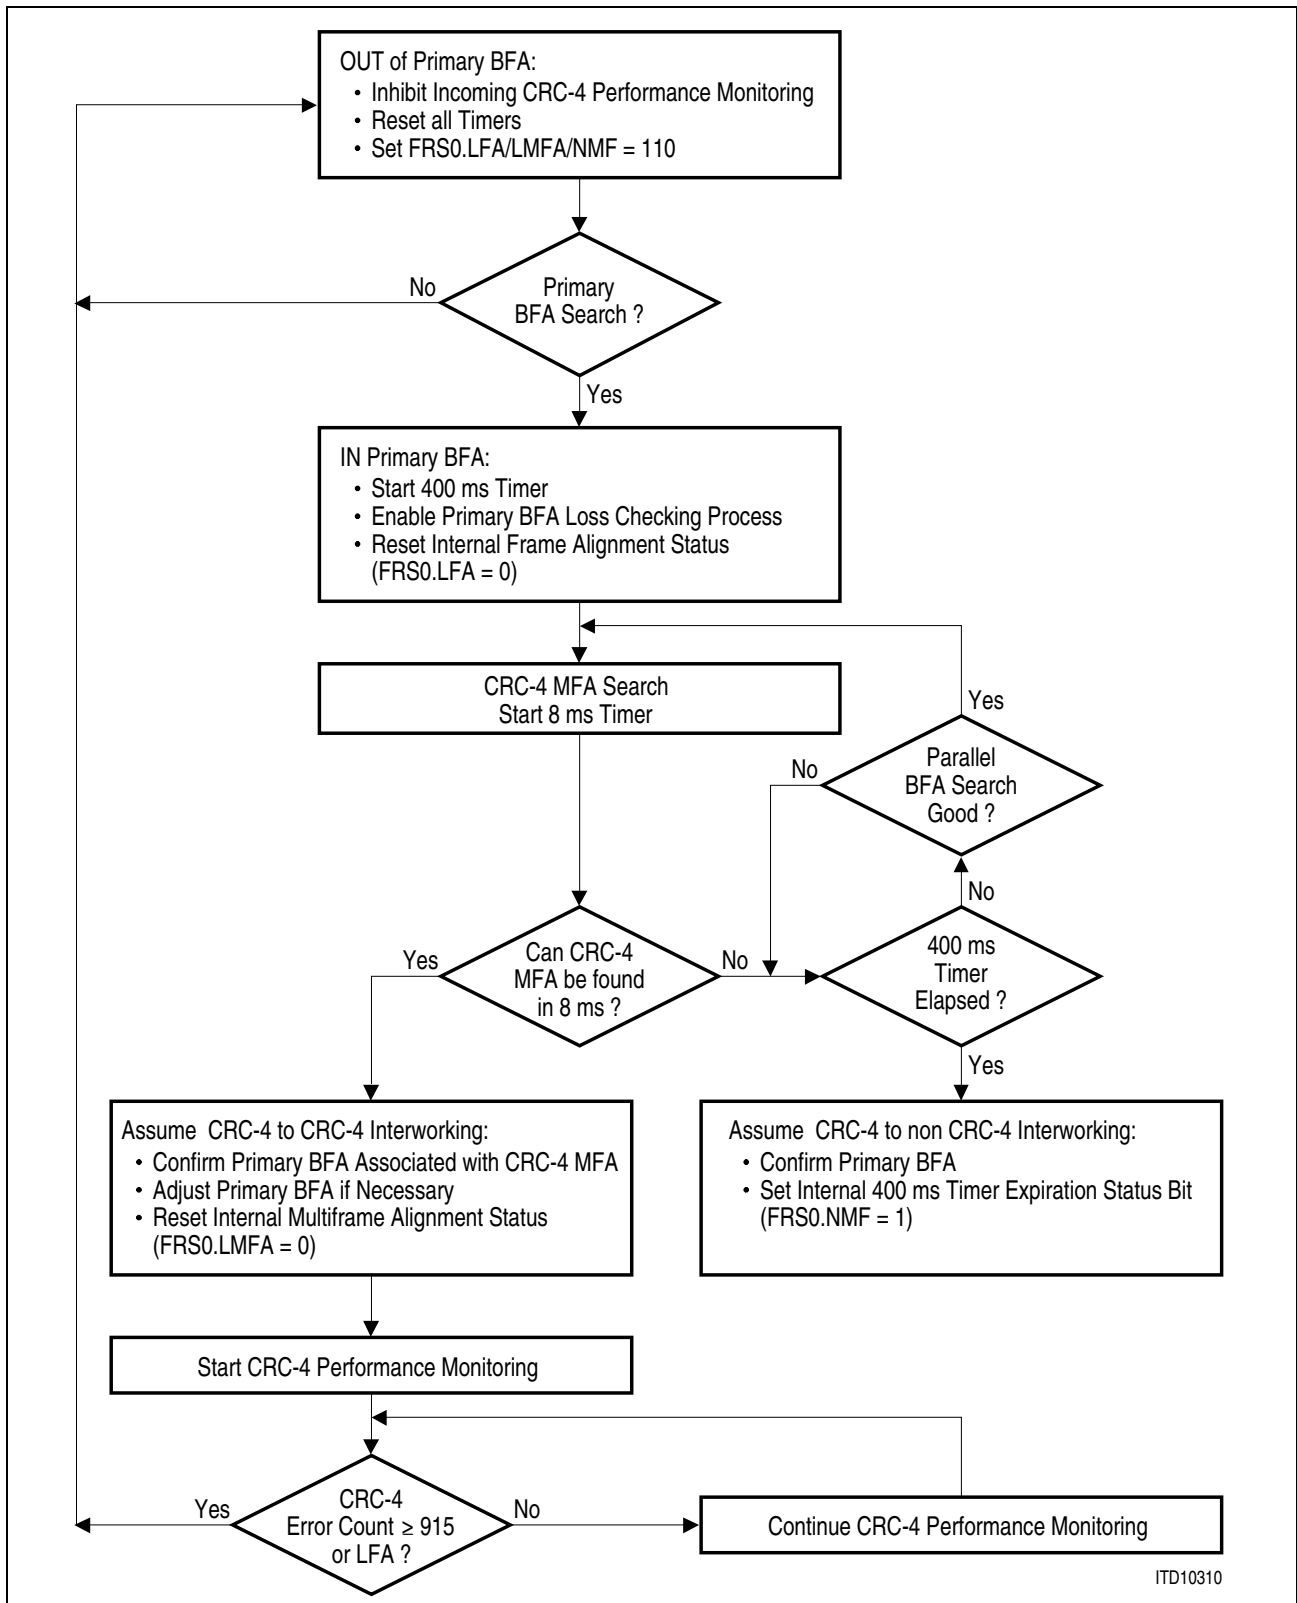 OUT of Primary BFA:
• Inhibit Incoming CRC-4 Performance Monitoring
• Reset all Timers
• Set FRS0.LFA/LMFA/NMF = 110
No
Primary
BFA Search ?
Yes
IN Primary BFA:
• Start 400 ms Timer
• Enable Primary BFA Loss Checking Process
• Reset Internal Frame Alignment Status
(FRS0.LFA = 0)
CRC-4 MFA Search
Start 8 ms Timer
Yes
No
Parallel
BFA Search
Good ?
No
Yes
Can CRC-4
MFA be found
in 8 ms ?
No
400 ms
Timer
Elapsed ?
Yes
Assume CRC-4 to CRC-4 Interworking:
• Confirm Primary BFA Associated with CRC-4 MFA
• Adjust Primary BFA if Necessary
• Reset Internal Multiframe Alignment Status
(FRS0.LMFA = 0)
Assume CRC-4 to non CRC-4 Interworking:
• Confirm Primary BFA
• Set Internal 400 ms Timer Expiration Status Bit
(FRS0.NMF = 1)
Start CRC-4 Performance Monitoring
Yes
CRC-4
Error Count ≥ 915
or LFA ?
No
Continue CRC-4 Performance Monitoring
ITD10310